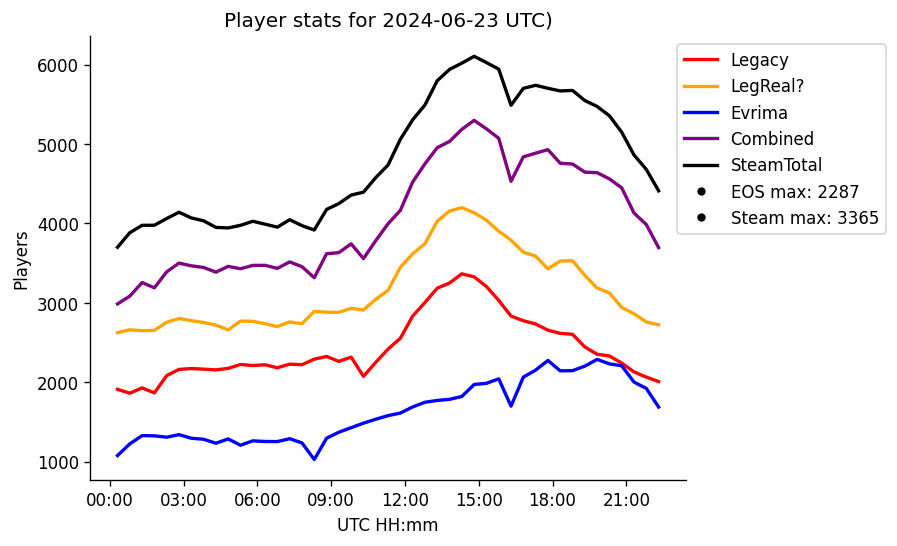 Player stats for 2024-06-23 UTC)
Players
6000
5000
4000
3000
2000
1000
00:00 03:00 06:00 09:00 12:00 15:00 18:00 21:00
UTC HH:mm
Legacy
LegReal?
Evrima
Combined
SteamTotal
EOS max: 2287
Steam max: 3365